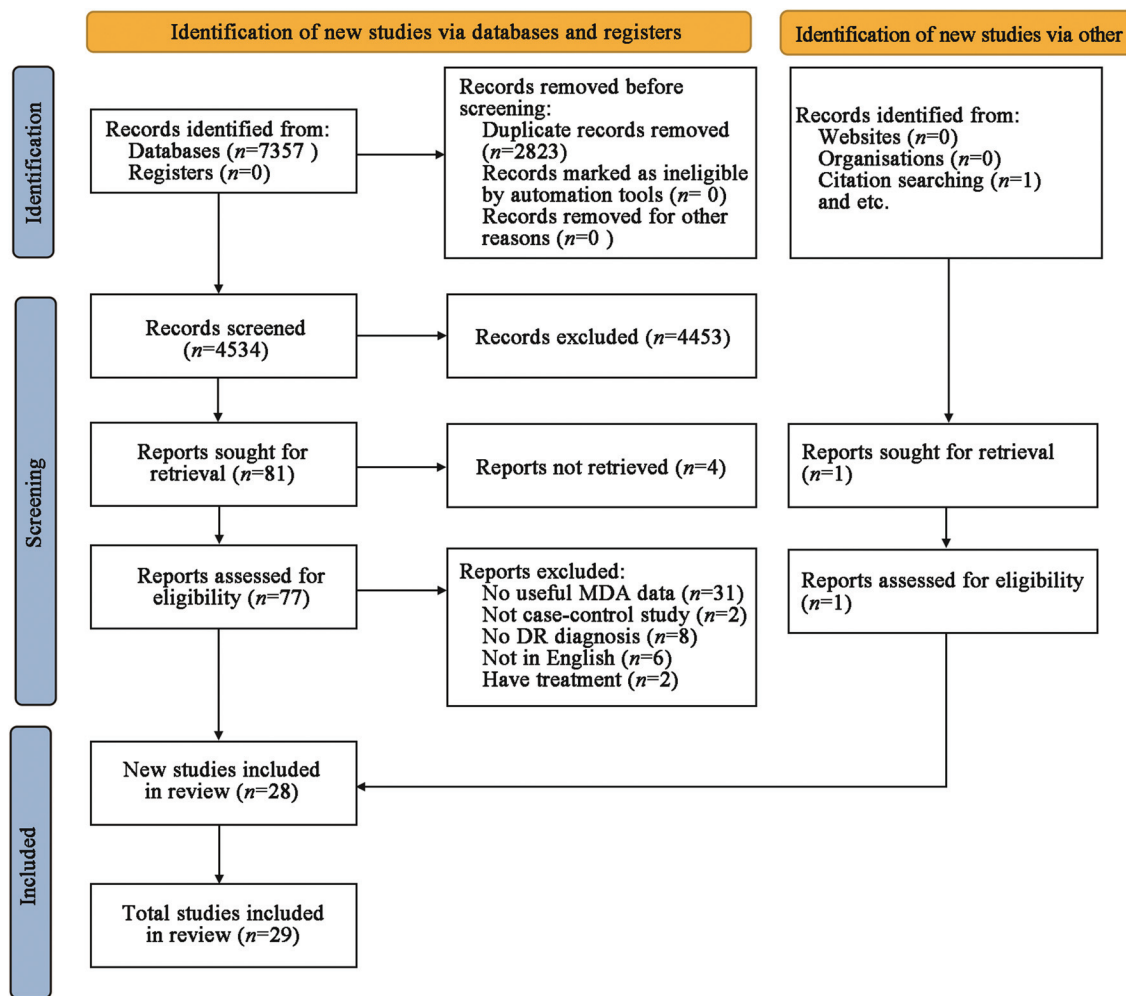 Identification of new studies via databases and registers
Identification of new studies via other
Identification
Records identified from:
Databases (n=7357 )
Registers (n=0)
Records removed before
screening:
Duplicate records removed
(n=2823)
Records marked as ineligible
by automation tools (n= 0)
Records removed for other
reasons (n=0 )
Records identified from:
Websites (n=0)
Organisations (n=0)
Citation searching (n=1)
and etc.
Screening
Records screened
(n=4534)
Records excluded (n=4453)
Reports sought for
retrieval (n=81)
Reports not retrieved (n=4)
Reports sought for retrieval
(n=1)
Reports assessed for
eligibility (n=77)
Reports excluded:
No useful MDA data (n=31)
Not case-control study (n=2)
No DR diagnosis (n=8)
Not in English (n=6)
Have treatment (n=2)
Reports assessed for eligibility
(n=1)
Included
New studies included
in review (n=28)
Total studies included
in review (n=29)